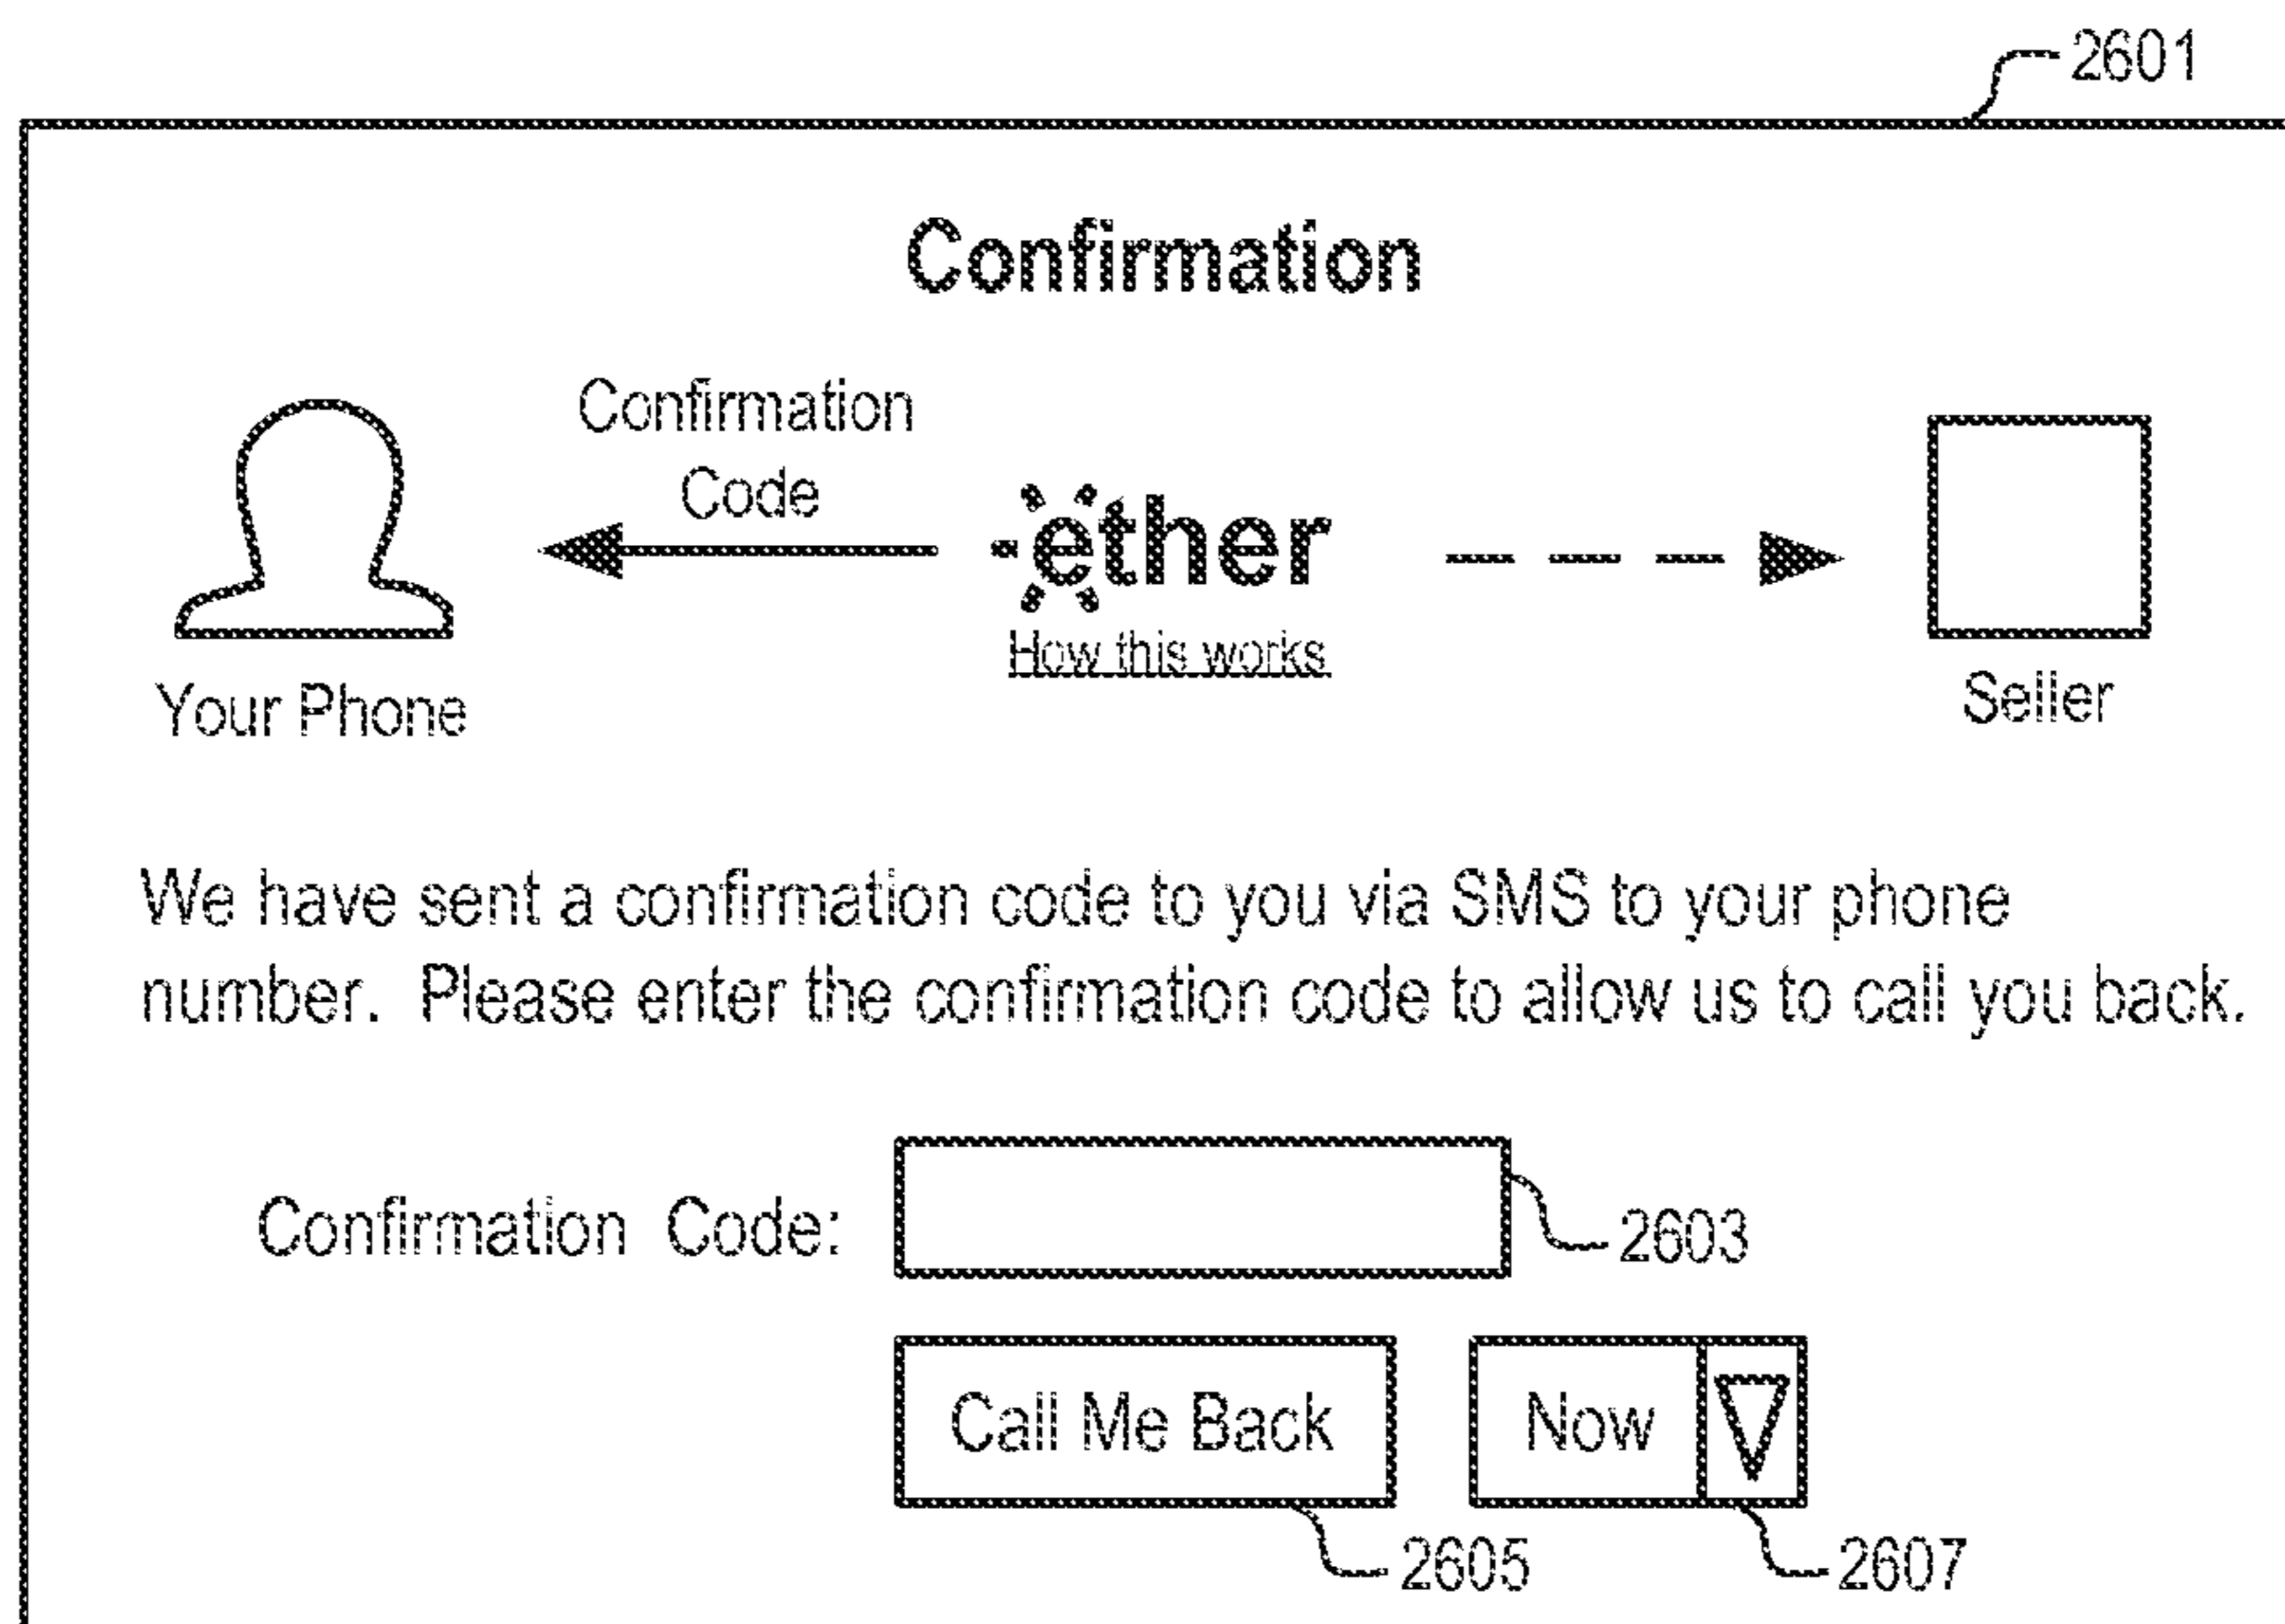 2601
Confirmation
Confirmation
Code
ether
How this works
Your Phone
Seller
We have sent a confirmation code to you via SMS to your phone
number. Please enter the confirmation code to allow us to call you back.
Confirmation Code:
2603
Call Me Back
Now
2605
2607